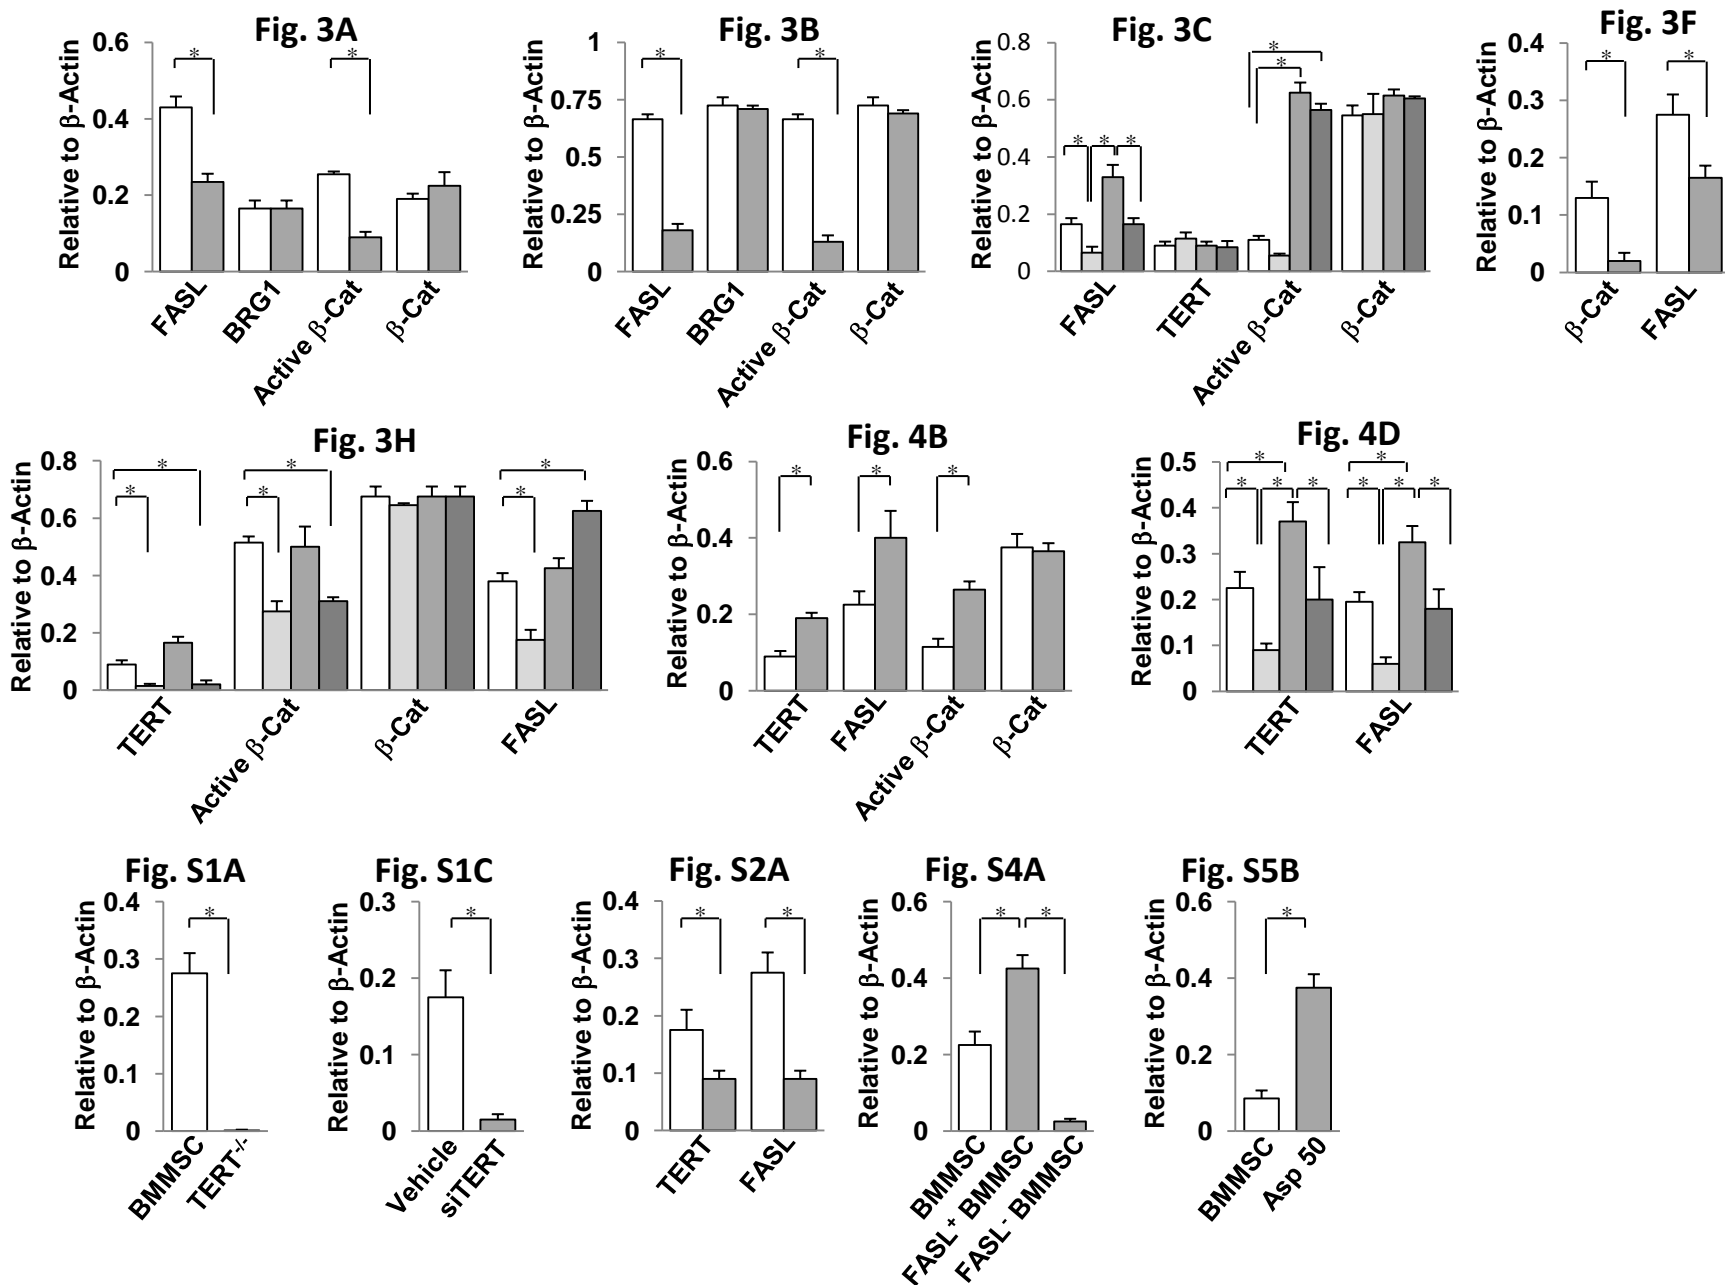 Fig. 3A
Relative to β-Actin
0.6
0.4
0.2
0
*
*
FASL
BRG1
Active β-Cat
β-Cat
Fig. 3B
Relative to β-Actin
1
0.75
0.5
0.25
0
*
*
FASL
BRG1
Active β-Cat
β-Cat
Fig. 3C
Relative to β-Actin
0.8
0.6
0.4
0.2
0
*
*
*
*
*
FASL
TERT
Active β-Cat
β-Cat
Fig. 3F
Relative to β-Actin
0.4
0.3
0.2
0.1
0
*
*
β-Cat
FASL
Fig. 3H
Relative to β-Actin
0.8
0.6
0.4
0.2
0
*
*
*
*
*
*
TERT
Active β-Cat
β-Cat
FASL
Fig. 4B
Relative to β-Actin
0.6
0.4
0.2
0
*
*
*
TERT
FASL
Active β-Cat
β-Cat
Fig. 4D
Relative to β-Actin
0.5
0.4
0.3
0.2
0.1
0
*
*
*
*
*
*
*
*
TERT
FASL
Fig. S1A
Relative to β-Actin
0.4
0.3
0.2
0.1
0
*
BMMSC
TERT-/-
Fig. S1C
Relative to β-Actin
0.3
0.2
0.1
0
*
Vehicle
siTERT
Fig. S2A
Relative to β-Actin
0.4
0.3
0.2
0.1
0
*
*
TERT
FASL
Fig. S4A
Relative to β-Actin
0.6
0.4
0.2
0
*
*
BMMSC
FASL+ BMMSC
FASL- BMMSC
Fig. S5B
Relative to β-Actin
0.6
0.4
0.2
0
*
BMMSC
Asp 50